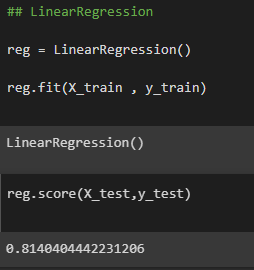 ## LinearRegression
reg = LinearRegression()
reg.fit(X_train , y_train)
LinearRegression()
reg.score(X_test,y_test)
0.8140404442231206